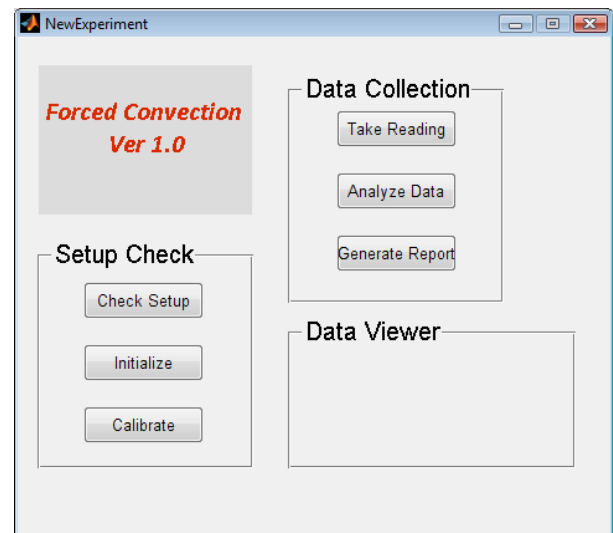 NewExperiment
Forced Convection
Ver 1.0
Setup Check
Check Setup
Initialize
Calibrate
Data Collection
Take Reading
Analyze Data
Generate Report
Data Viewer